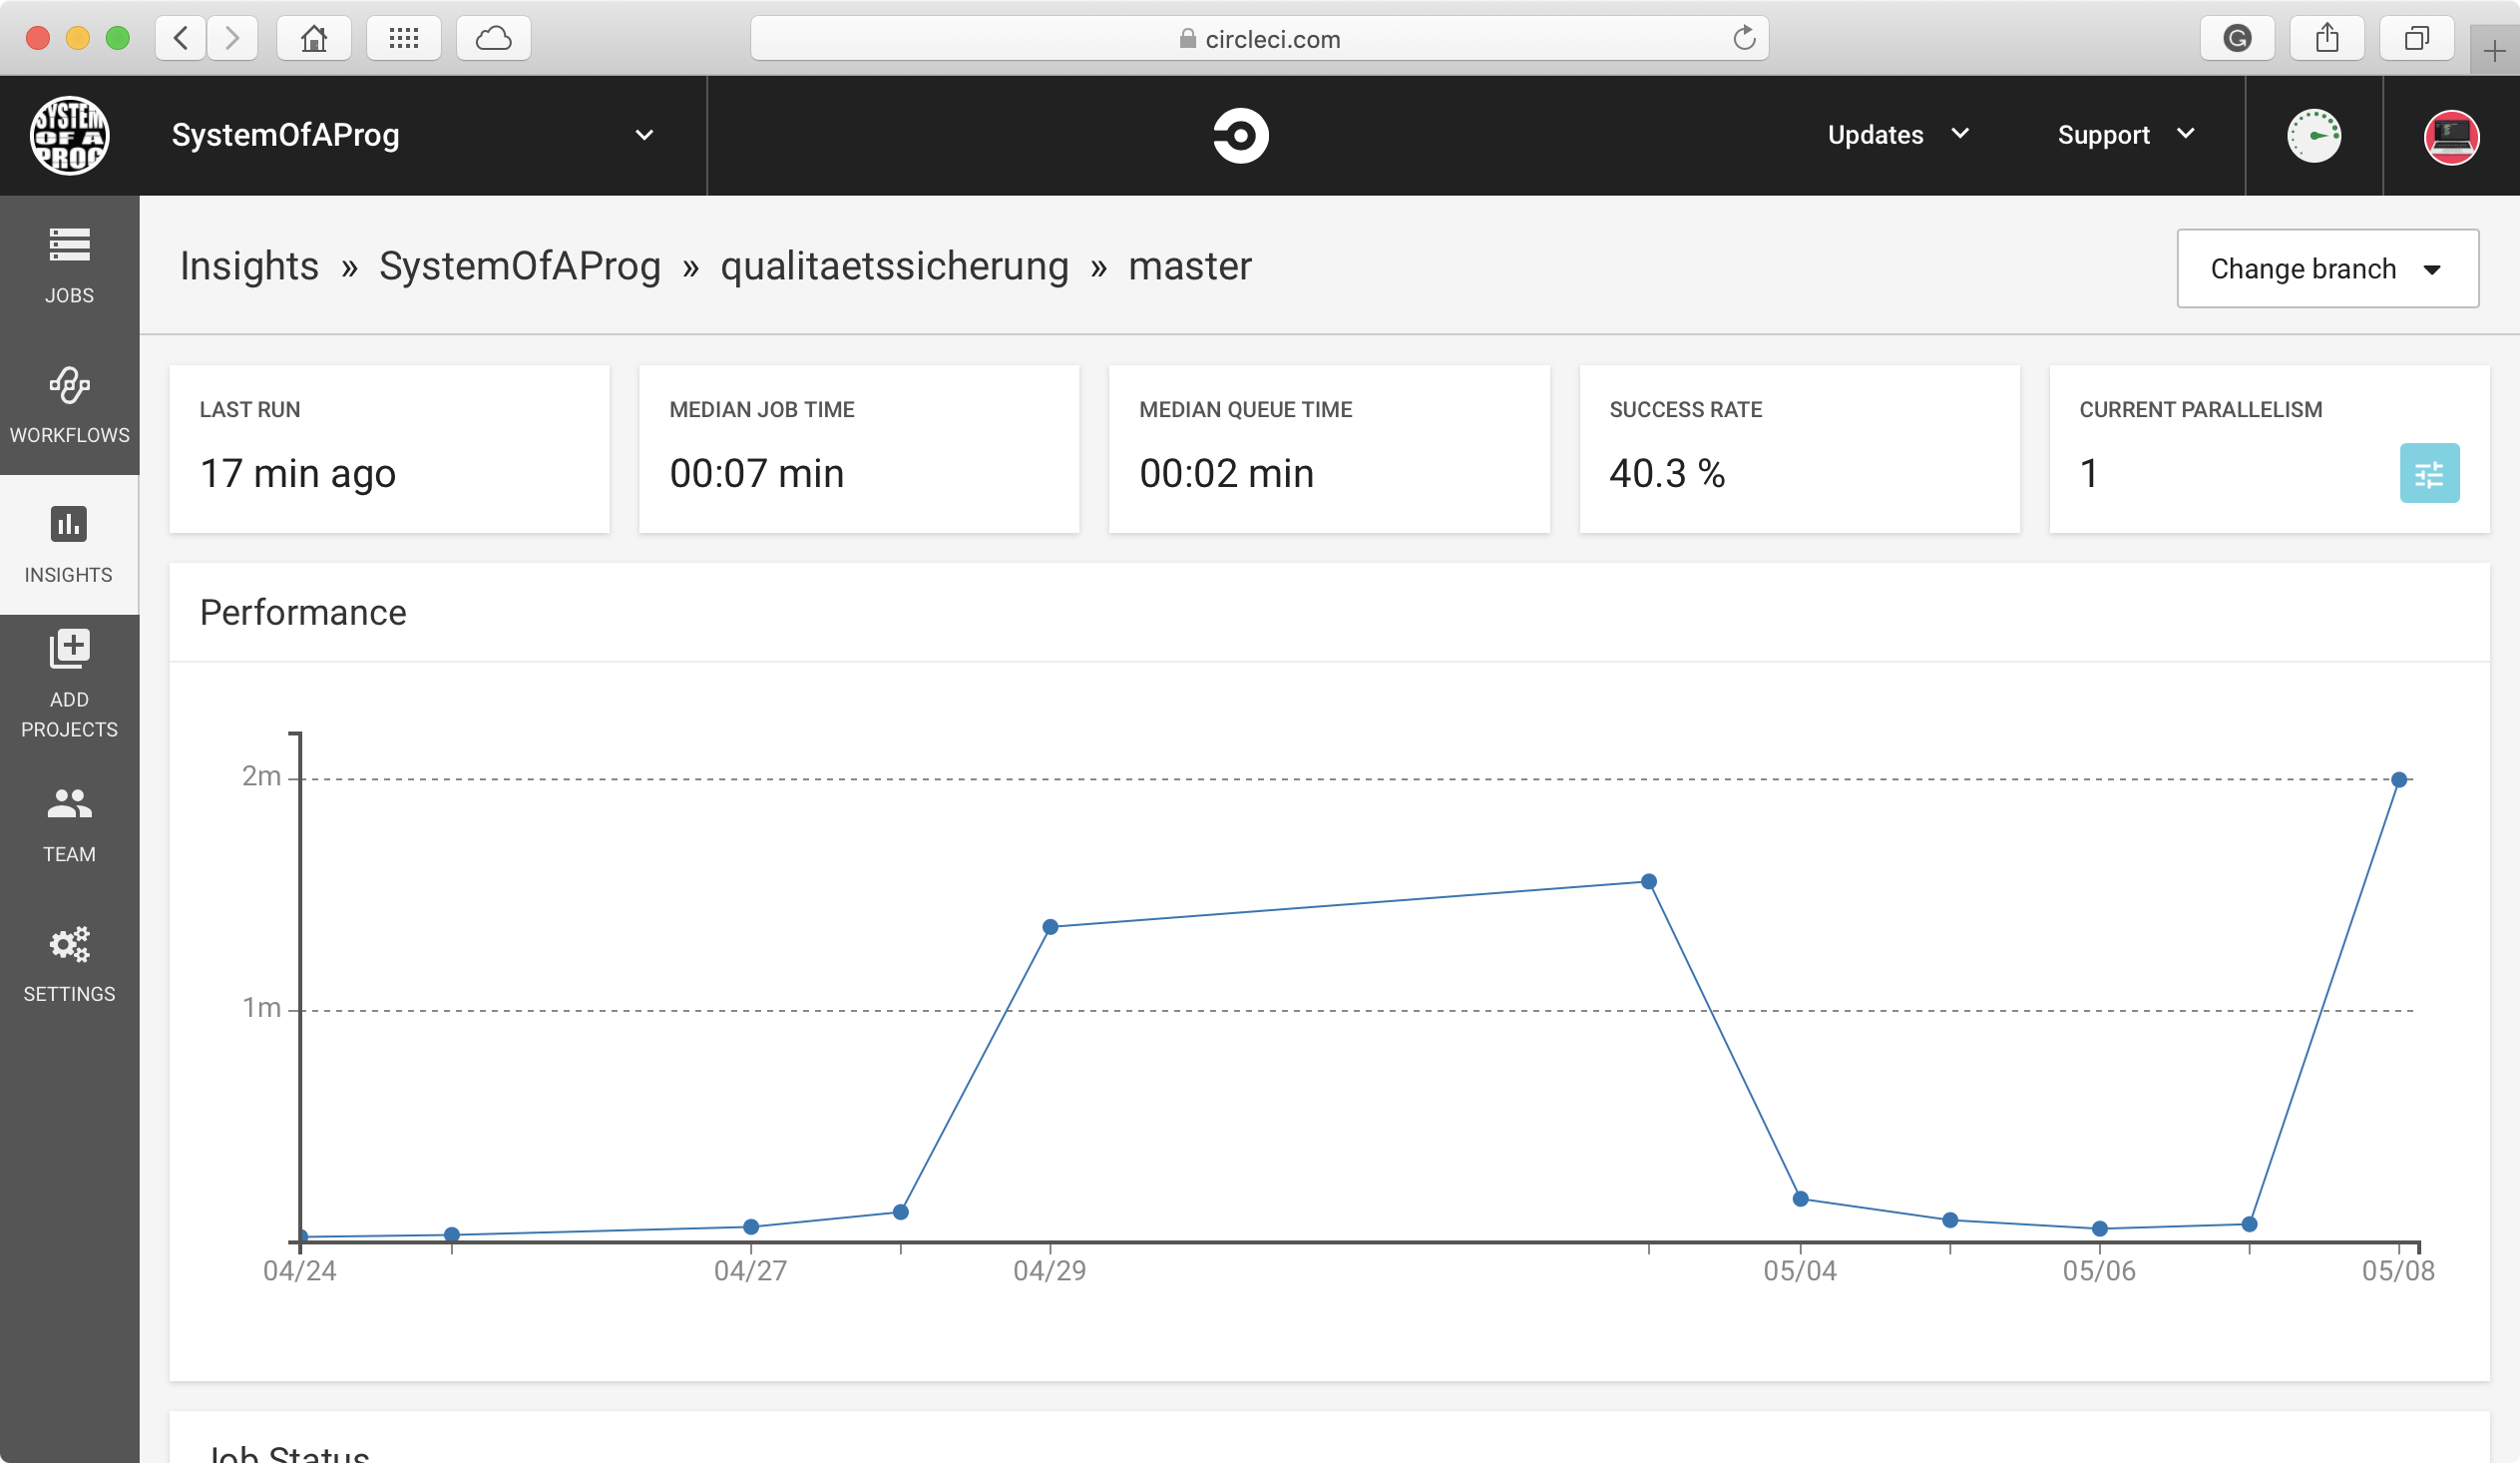 circleci.com
SYSTEM
OF A
PROG
SystemOfAProg
Updates
Support
JOBS
WORKFLOWS
INSIGHTS
ADD
PROJECTS
TEAM
SETTINGS
Insights » SystemOfAProg » qualitaetssicherung » master
Change branch
LAST RUN
17 min ago
MEDIAN JOB TIME
00:07 min
MEDIAN QUEUE TIME
00:02 min
SUCCESS RATE
40.3 %
CURRENT PARALLELISM
1
Performance
2m
1m
04/24 04/27 04/29 05/04 05/06 05/08
Job Status